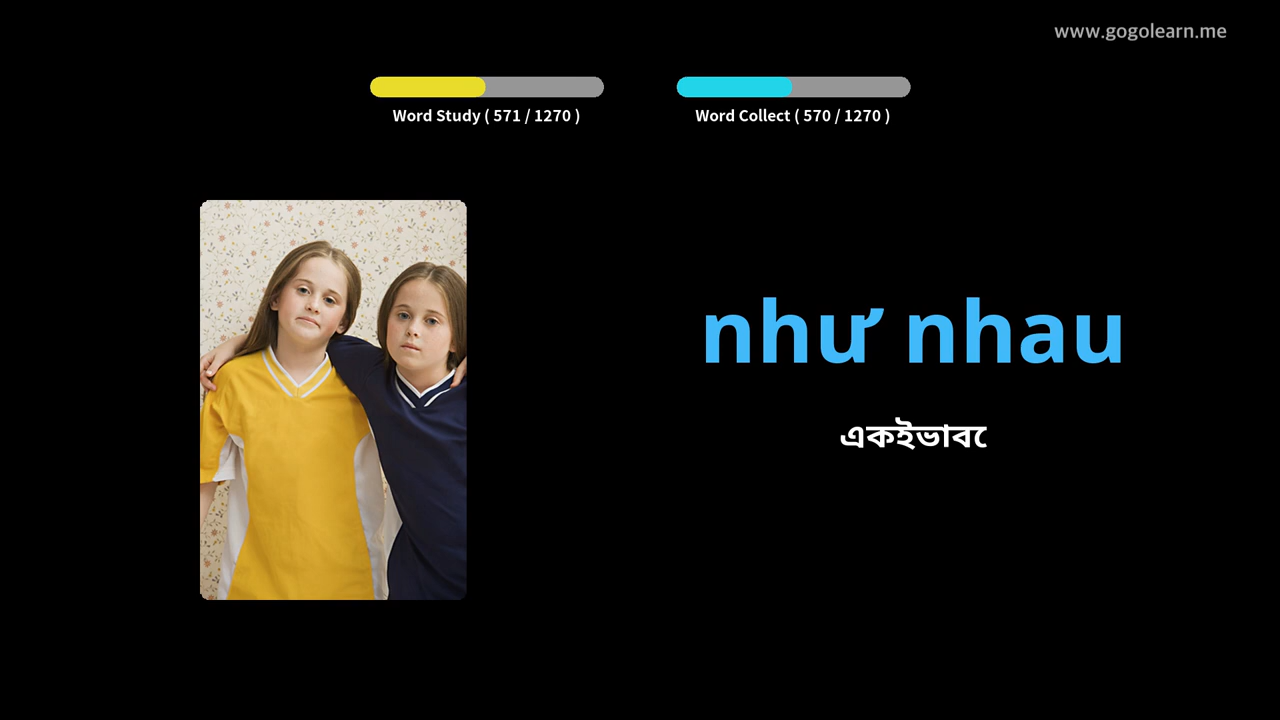 www.gogolearn.me
Word Study ( 571 / 1270 )
Word Collect ( 570 / 1270 )
như nhau
একইভাবে